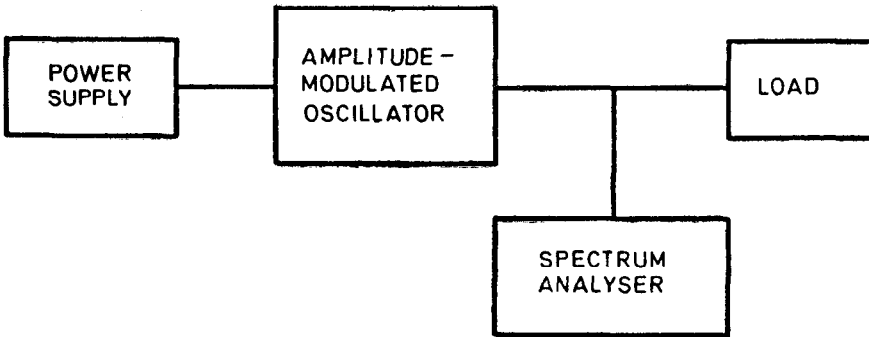 POWER
SUPPLY
AMPLITUDE –
MODULATED
OSCILLATOR
LOAD
SPECTRUM
ANALYSER